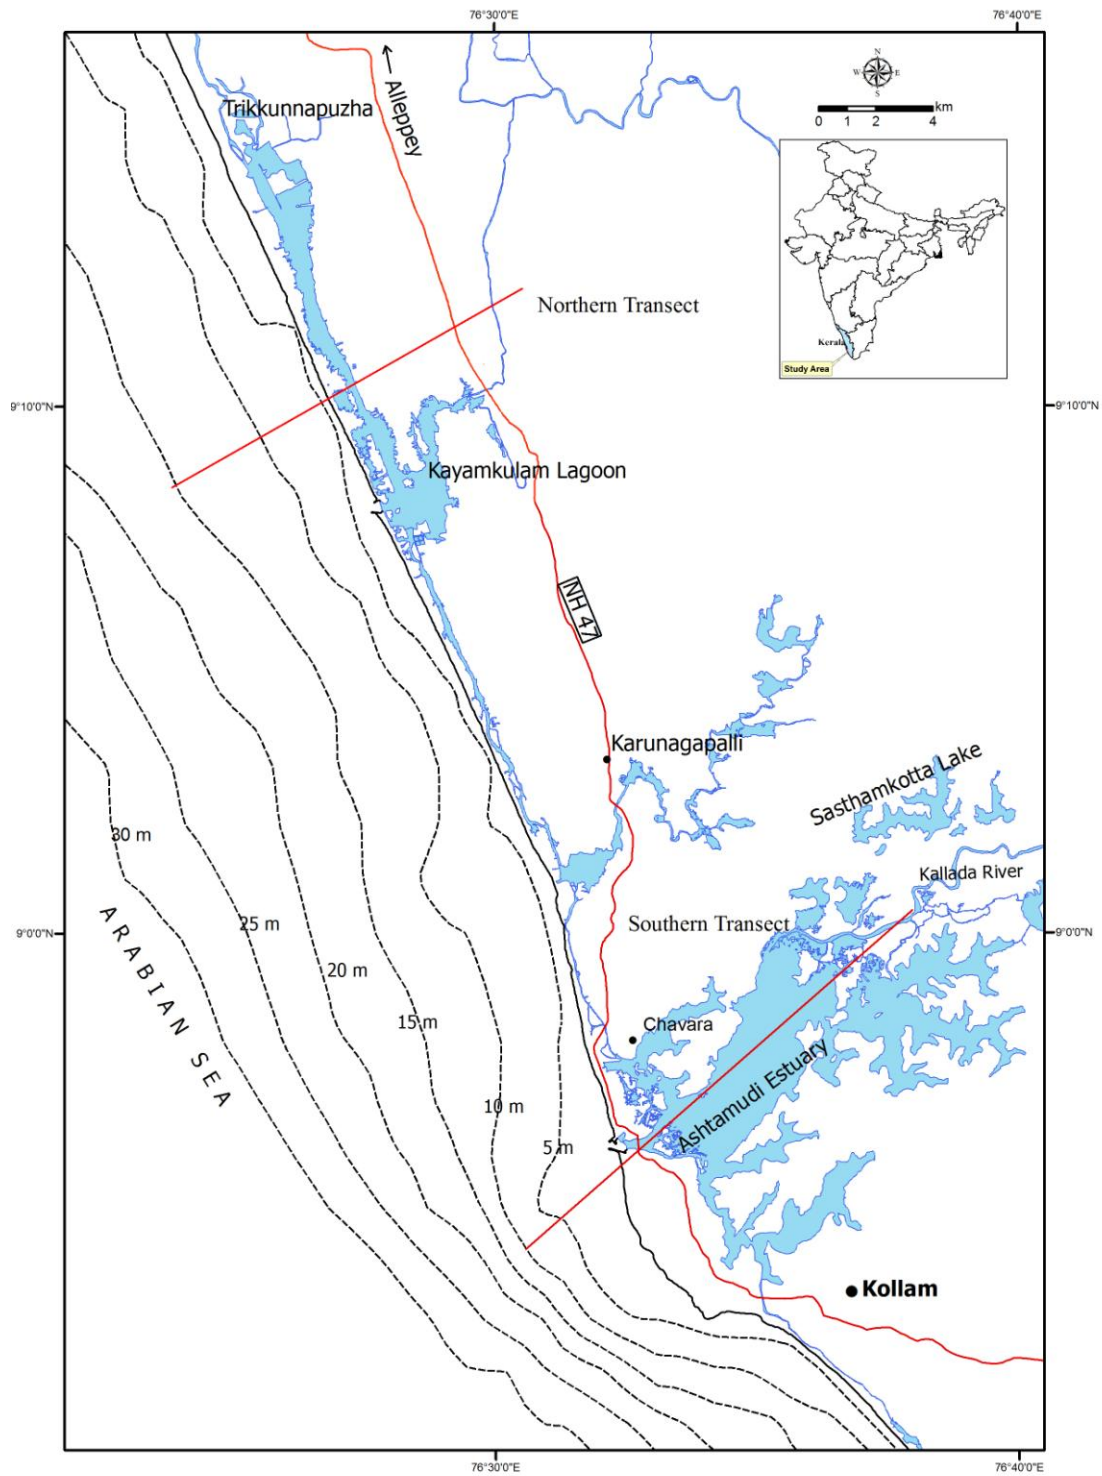 76°30'0"E
76°40'0"E
N
W
E
S
km
0 1 2 4
Trikkunnapuzha
Alleppey
Kerala
Study Area
Northern Transect
9°10'0"N
9°10'0"N
Kayamkulam Lagoon
NH 47
Karunagapalli
Sasthamkotta Lake
30 m
Kallada River
ARABIAN SEA
25 m
Southern Transect
9°0'0"N
9°0'0"N
20 m
15 m
Chavara
Ashtamudi Estuary
10 m
5 m
Kollam
76°30'0"E
76°40'0"E